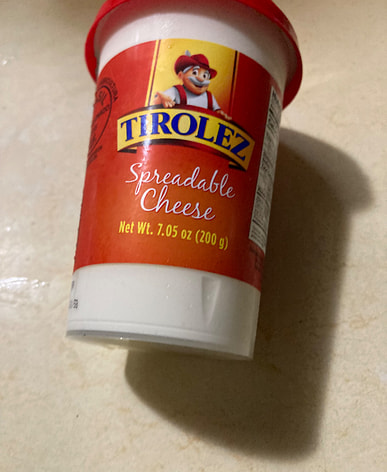 TIROLEZ
Spreadable
Cheese
Net Wt. 7.05 oz (200 g)